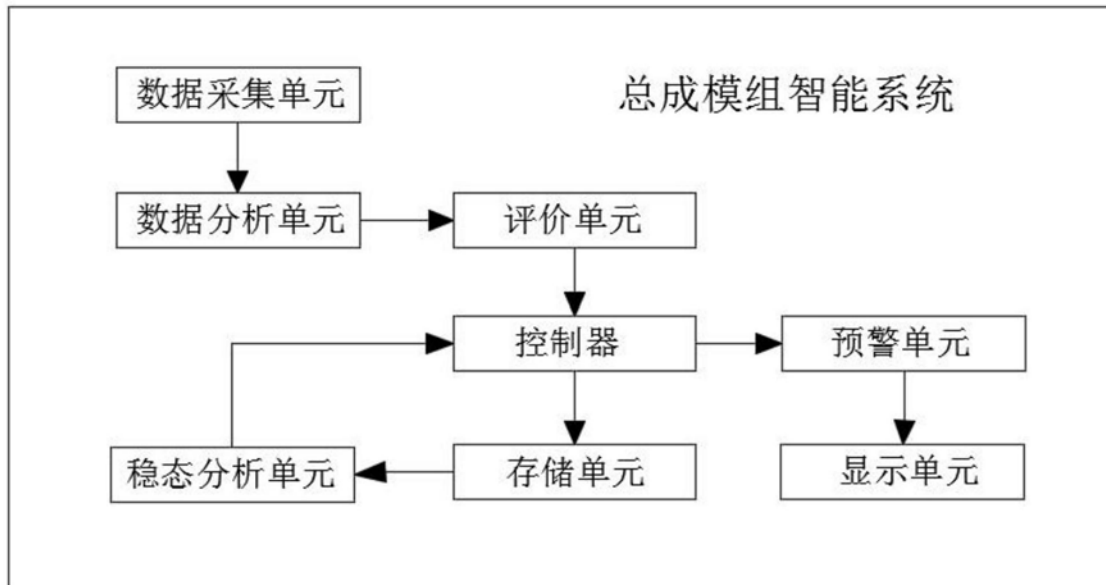 数据采集单元
总成模组智能系统
数据分析单元
评价单元
控制器
预警单元
稳态分析单元
存储单元
显示单元